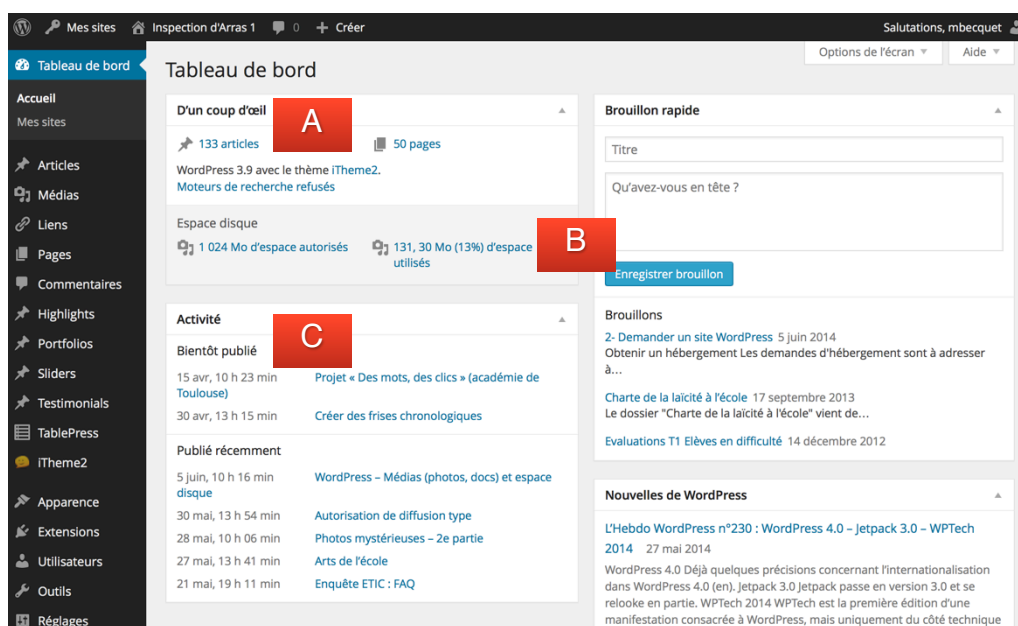 Mes sites Inspection d'Arras 1 0 + Créer Salutations, mbecquet
Options de l'écran Aide
Tableau de bord
Accueil
Mes sites
Articles
Médias
Liens
Pages
Commentaires
Highlights
Portfolios
Sliders
Testimonials
TablePress
iTheme2
Apparence
Extensions
Utilisateurs
Outils
Réglages
Tableau de bord
D'un coup d'œil
A
133 articles 50 pages
WordPress 3.9 avec le thème iTheme2.
Moteurs de recherche refusés
Espace disque
1 024 Mo d'espace autorisés 131, 30 Mo (13%) d'espace
utilisés
B
Activité
C
Bientôt publié
15 avr, 10 h 23 min Projet « Des mots, des clics » (académie de
Toulouse)
30 avr, 13 h 15 min Créer des frises chronologiques
Publié récemment
5 juin, 10 h 16 min WordPress – Médias (photos, docs) et espace
disque
30 mai, 13 h 54 min Autorisation de diffusion type
28 mai, 10 h 06 min Photos mystérieuses – 2e partie
27 mai, 13 h 41 min Arts de l'école
21 mai, 19 h 11 min Enquête ETIC : FAQ
Brouillon rapide
Titre
Qu'avez-vous en tête ?
Enregistrer brouillon
Brouillons
2- Demander un site WordPress 5 juin 2014
Obtenir un hébergement Les demandes d'hébergement sont à adresser
à…
Charte de la laïcité à l'école 17 septembre 2013
Le dossier "Charte de la laïcité à l'école" vient de…
Evaluations T1 Elèves en difficulté 14 décembre 2012
Nouvelles de WordPress
L'Hebdo WordPress n°230 : WordPress 4.0 – Jetpack 3.0 – WPTech
2014 27 mai 2014
WordPress 4.0 Déjà quelques précisions concernant l'internationalisation
dans WordPress 4.0 (en). Jetpack 3.0 Jetpack passe en version 3.0 et se
relooke en partie. WPTech 2014 WPTech est la première édition d'une
manifestation consacrée à WordPress, mais uniquement du côté technique